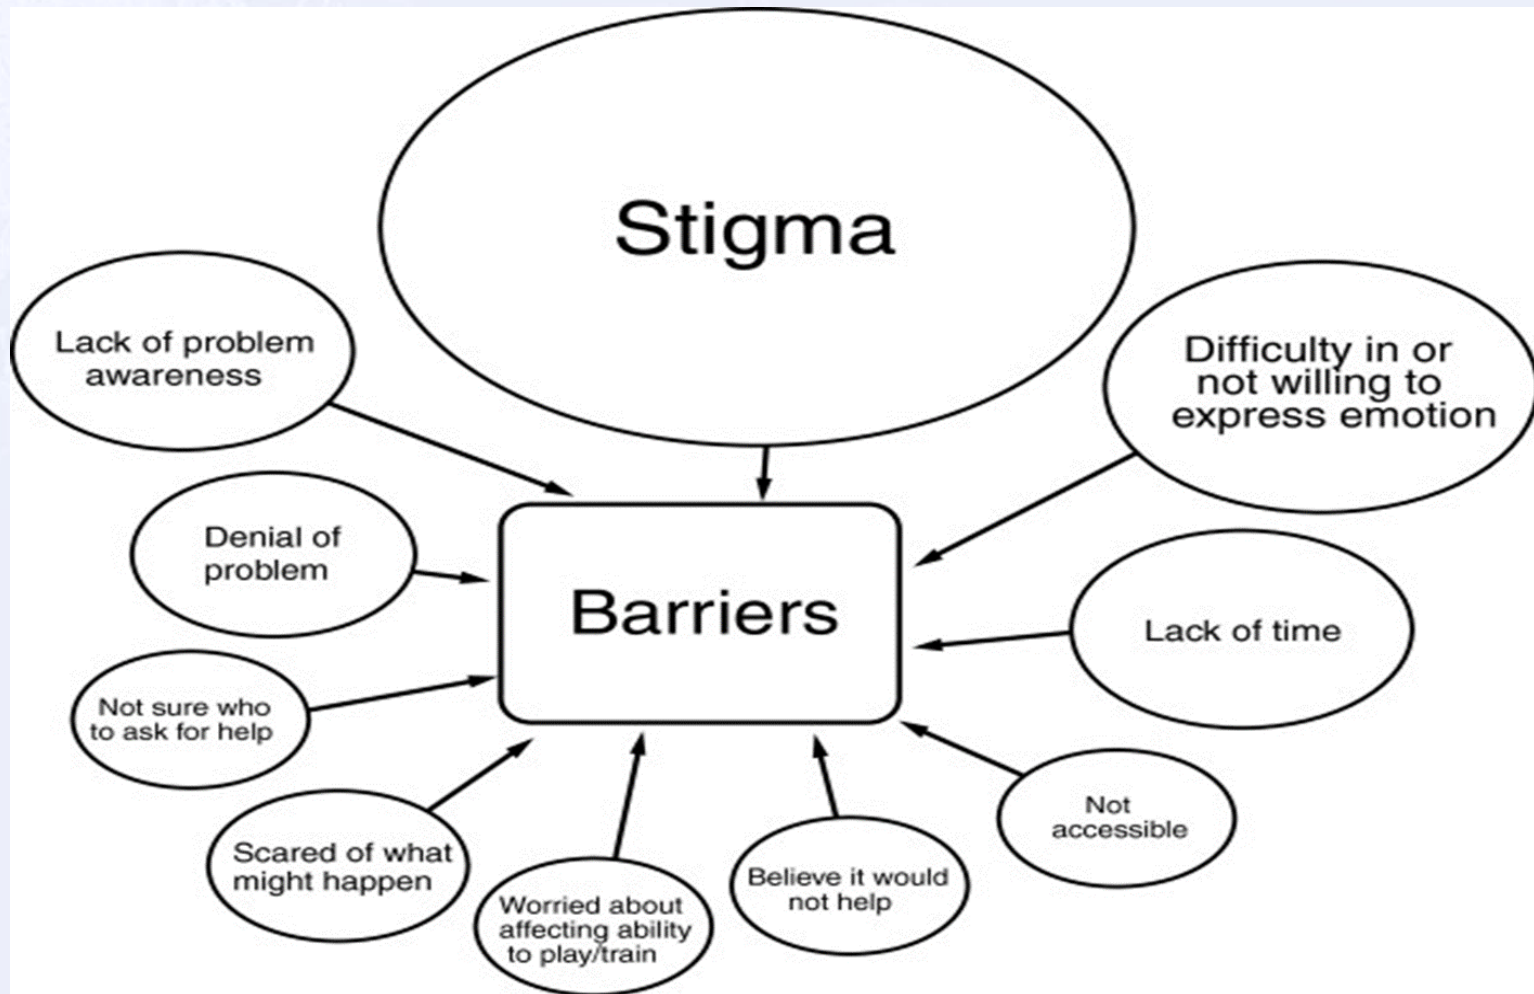 Stigma
Lack of problem
awareness
Difficulty in or
not willing to
express emotion
Denial of
problem
Barriers
Lack of time
Not sure who
to ask for help
Not
accessible
Scared of what
might happen
Believe it would
not help
Worried about
affecting ability
to play/train